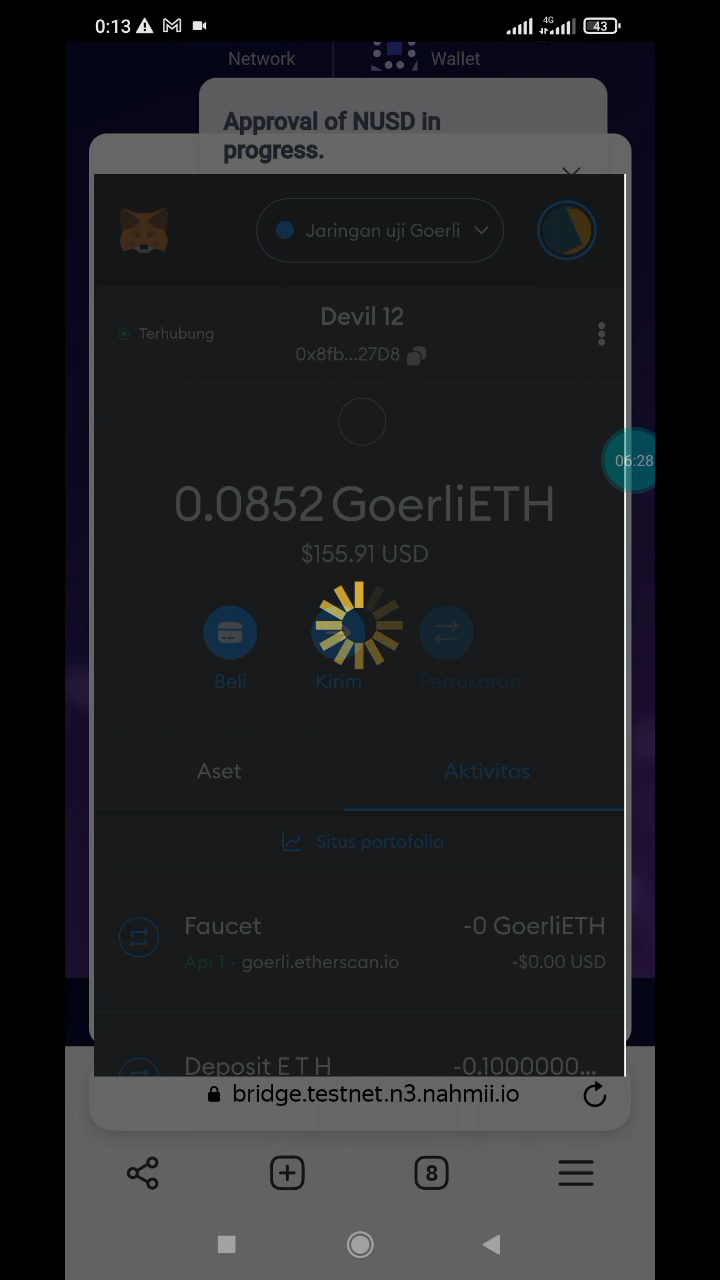 0:13
4G
43
Network
Wallet
Approval of NUSD in
progress.
Jaringan uji Goerli
Devil 12
Terhubung
0x8fb...27D8
06:28
0.0852 GoerliETH
$155.91 USD
Beli
Kirim
Pertukaran
Aset
Aktivitas
Situs portofolio
Faucet
-0 GoerliETH
Apr 1 · goerli.etherscan.io
-$0.00 USD
Deposit E T H
-0.1000000...
bridge.testnet.n3.nahmii.io
8